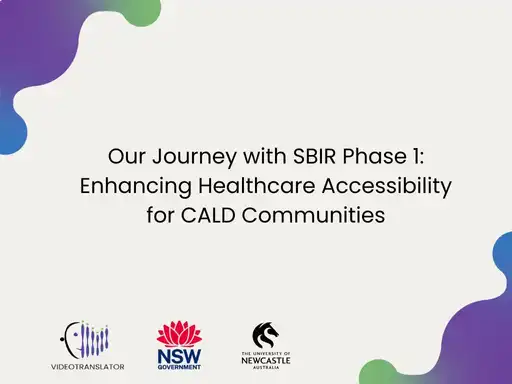 Our Journey with SBIR Phase 1:
Enhancing Healthcare Accessibility
for CALD Communities
VIDEOTRANSLATOR
NSW
GOVERNMENT
THE UNIVERSITY OF
NEWCASTLE
AUSTRALIA